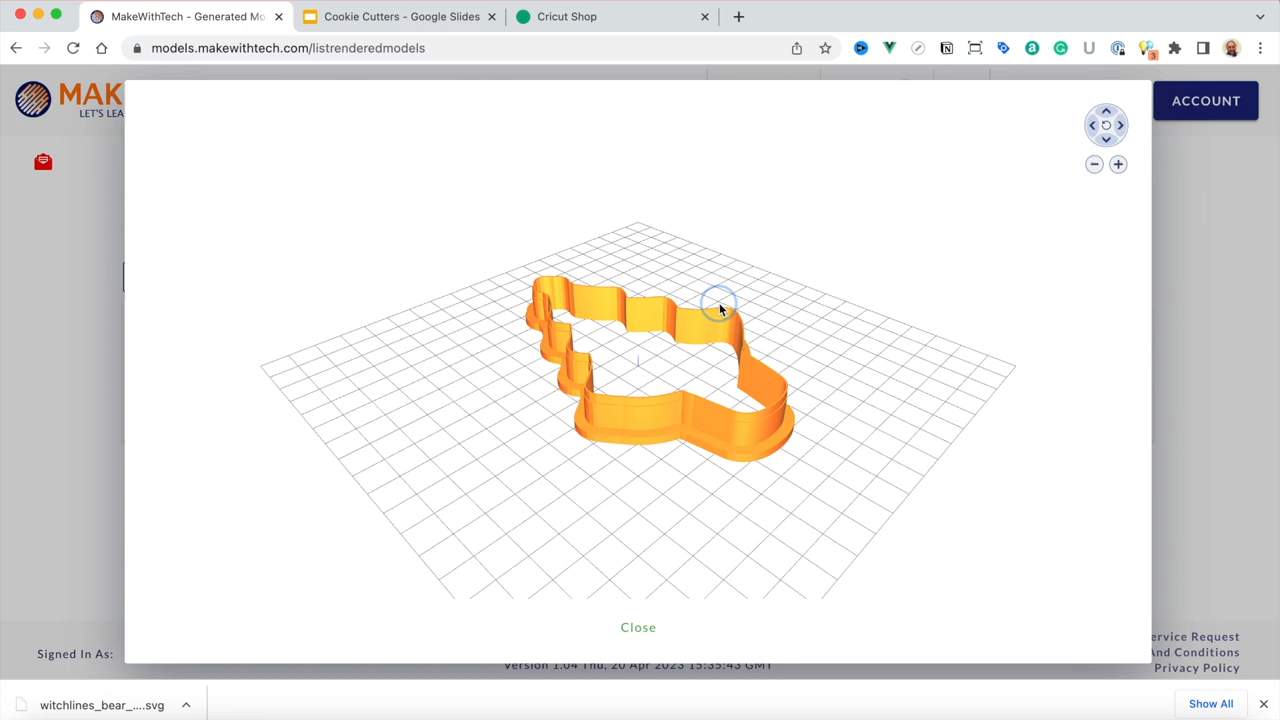 MakeWithTech - Generated Mo
Cookie Cutters - Google Slides
Cricut Shop
models.makewithtech.com/listrenderedmodels
3
MAK
LET'S LEA
ACCOUNT
Close
Signed In As:
Version 1.04 Thu, 20 Apr 2023 15:35:43 GMT
ervice Request
And Conditions
Privacy Policy
witchlines_bear_....svg
Show All